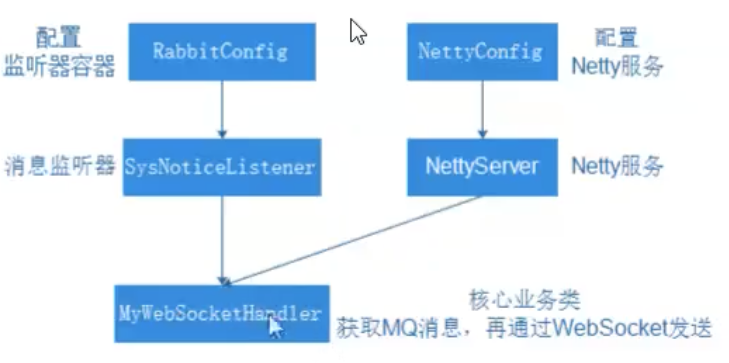 配置
监听器容器
RabbitConfig
NettyConfig
配置
Netty服务
消息监听器
SysNoticeListener
NettyServer
Netty服务
MyWebSocketHandler
核心业务类
获取MQ消息，再通过WebSocket发送